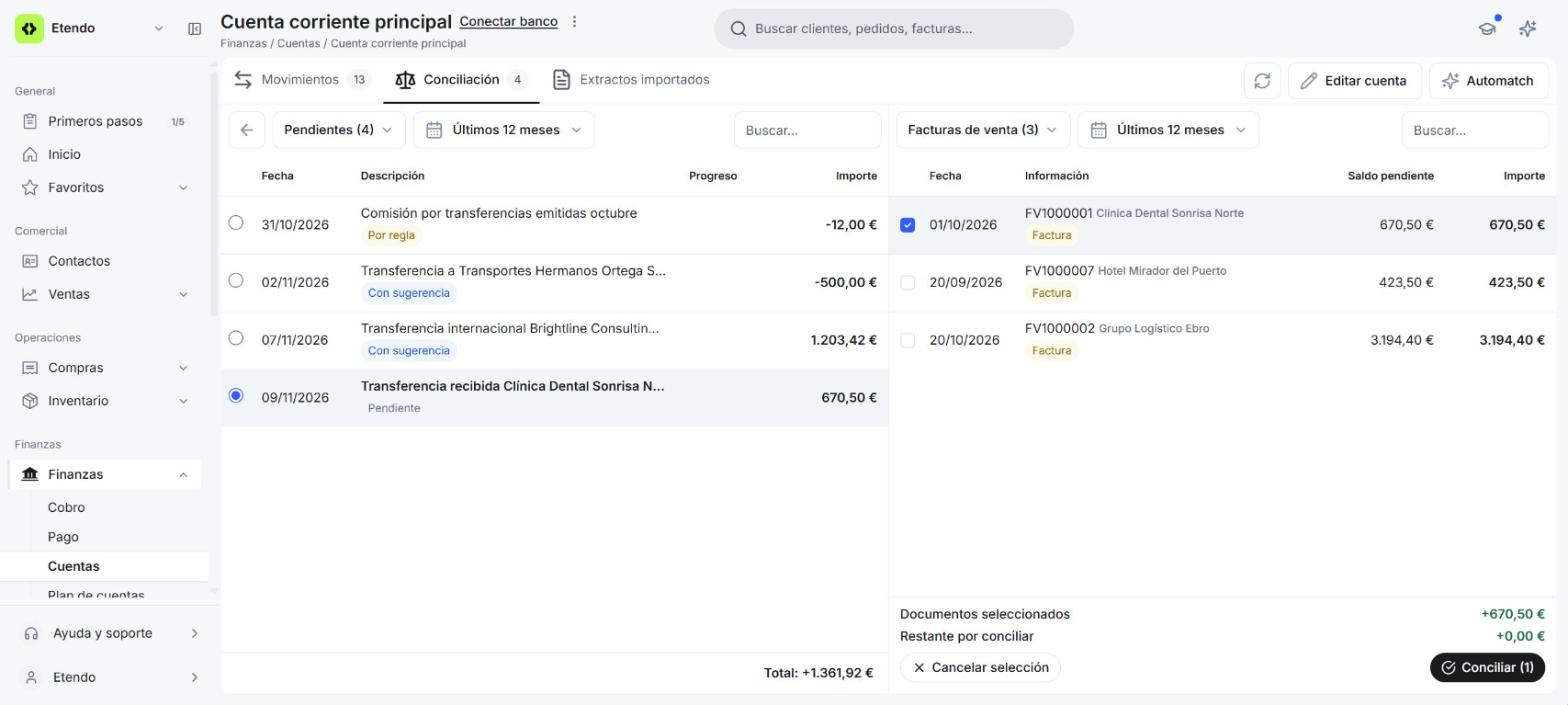 Etendo
Cuenta corriente principal Conectar banco
Finanzas / Cuentas / Cuenta corriente principal
Buscar clientes, pedidos, facturas...
General
Primeros pasos 1/5
Inicio
Favoritos
Comercial
Contactos
Ventas
Operaciones
Compras
Inventario
Finanzas
Finanzas
Cobro
Pago
Cuentas
Plan de cuentas
Ayuda y soporte
Etendo
Movimientos 13 Conciliación 4 Extractos importados
Editar cuenta Automatch
Pendientes (4) Últimos 12 meses Buscar...
Fecha Descripción Progreso Importe
31/10/2026 Comisión por transferencias emitidas octubre -12,00 €
Por regla
02/11/2026 Transferencia a Transportes Hermanos Ortega S... -500,00 €
Con sugerencia
07/11/2026 Transferencia internacional Brightline Consultin... 1.203,42 €
Con sugerencia
09/11/2026 Transferencia recibida Clínica Dental Sonrisa N... 670,50 €
Pendiente
Total: +1.361,92 €
Facturas de venta (3) Últimos 12 meses Buscar...
Fecha Información Saldo pendiente Importe
01/10/2026 FV1000001 Clínica Dental Sonrisa Norte 670,50 € 670,50 €
Factura
20/09/2026 FV1000007 Hotel Mirador del Puerto 423,50 € 423,50 €
Factura
20/10/2026 FV1000002 Grupo Logístico Ebro 3.194,40 € 3.194,40 €
Factura
Documentos seleccionados +670,50 €
Restante por conciliar +0,00 €
Cancelar selección Conciliar (1)